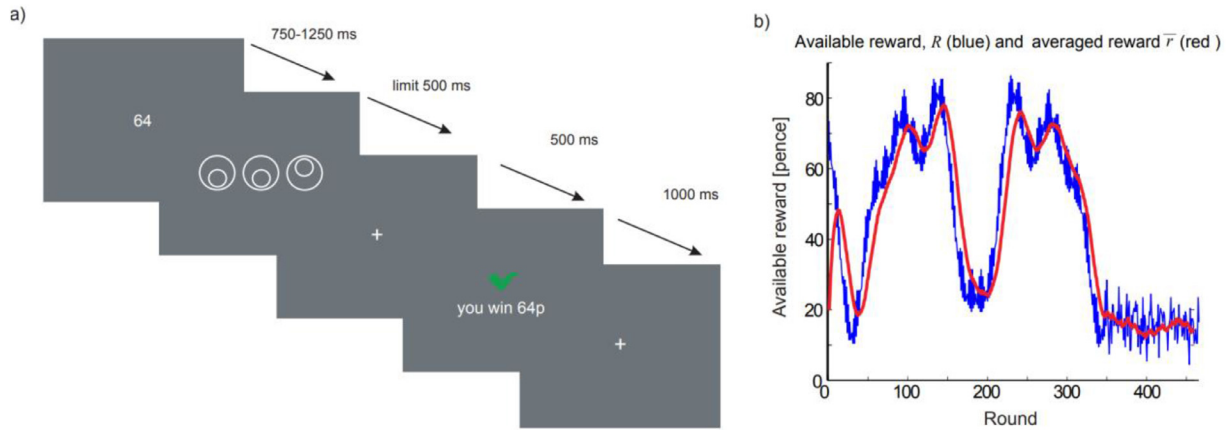 a)
750-1250 ms
limit 500 ms
500 ms
1000 ms
64
+
you win 64p
+
b)
Available reward, R (blue) and averaged reward r̅ (red )
Available reward [pence]
80
60
40
20
0
100 200 300 400
Round